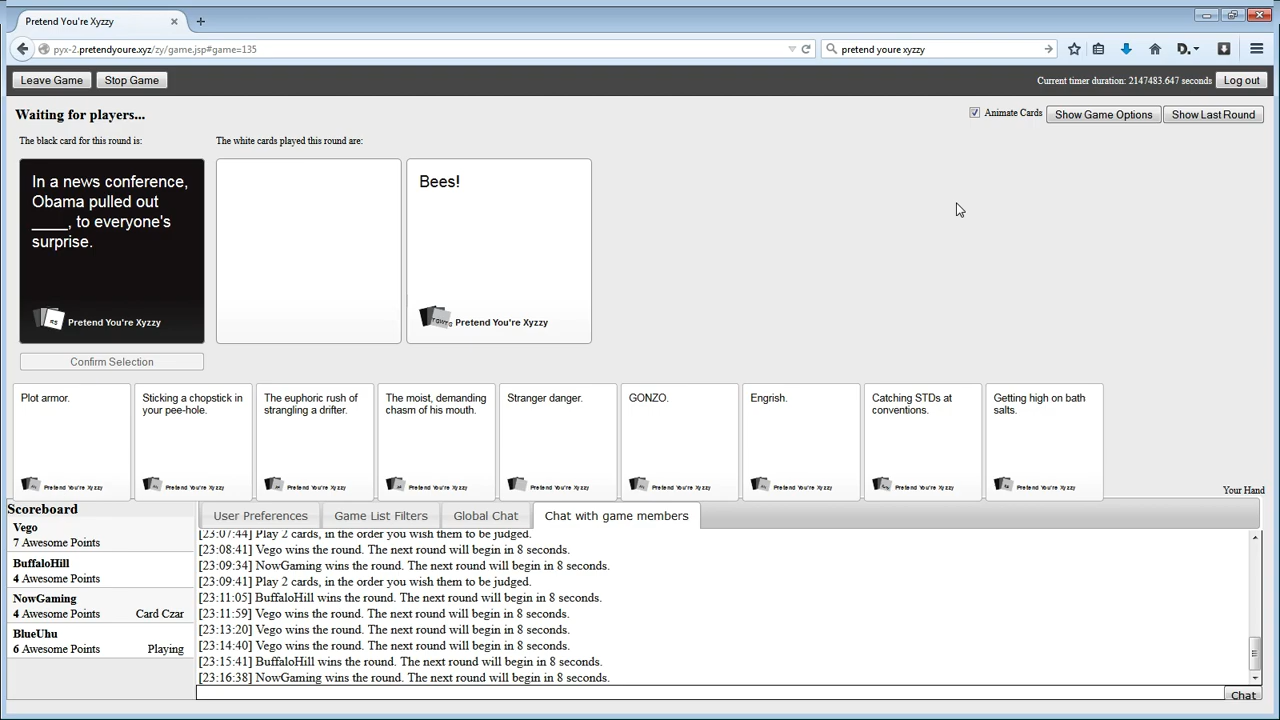 Pretend You're Xyzzy
pyx-2.pretendyoure.xyz/zy/game.jsp#game=135
pretend youre xyzzy
D.
Leave Game
Stop Game
Current timer duration: 2147483.647 seconds
Log out
Waiting for players...
Animate Cards
Show Game Options
Show Last Round
The black card for this round is:
The white cards played this round are:
In a news conference,
Obama pulled out
____, to everyone's
surprise.
Pretend You're Xyzzy
Bees!
Pretend You're Xyzzy
Confirm Selection
Plot armor.
Pretend You're Xyzzy
Sticking a chopstick in
your pee-hole.
Pretend You're Xyzzy
The euphoric rush of
strangling a drifter.
Pretend You're Xyzzy
The moist, demanding
chasm of his mouth.
Pretend You're Xyzzy
Stranger danger.
Pretend You're Xyzzy
GONZO.
Pretend You're Xyzzy
Engrish.
Pretend You're Xyzzy
Catching STDs at
conventions.
Pretend You're Xyzzy
Getting high on bath
salts.
Pretend You're Xyzzy
Your Hand
Scoreboard
Vego
7 Awesome Points
BuffaloHill
4 Awesome Points
NowGaming
4 Awesome Points Card Czar
BlueUhu
6 Awesome Points Playing
User Preferences
Game List Filters
Global Chat
Chat with game members
[23:07:44] Play 2 cards, in the order you wish them to be judged.
[23:08:41] Vego wins the round. The next round will begin in 8 seconds.
[23:09:34] NowGaming wins the round. The next round will begin in 8 seconds.
[23:09:41] Play 2 cards, in the order you wish them to be judged.
[23:11:05] BuffaloHill wins the round. The next round will begin in 8 seconds.
[23:11:59] Vego wins the round. The next round will begin in 8 seconds.
[23:13:20] Vego wins the round. The next round will begin in 8 seconds.
[23:14:40] Vego wins the round. The next round will begin in 8 seconds.
[23:15:41] BuffaloHill wins the round. The next round will begin in 8 seconds.
[23:16:38] NowGaming wins the round. The next round will begin in 8 seconds.
Chat